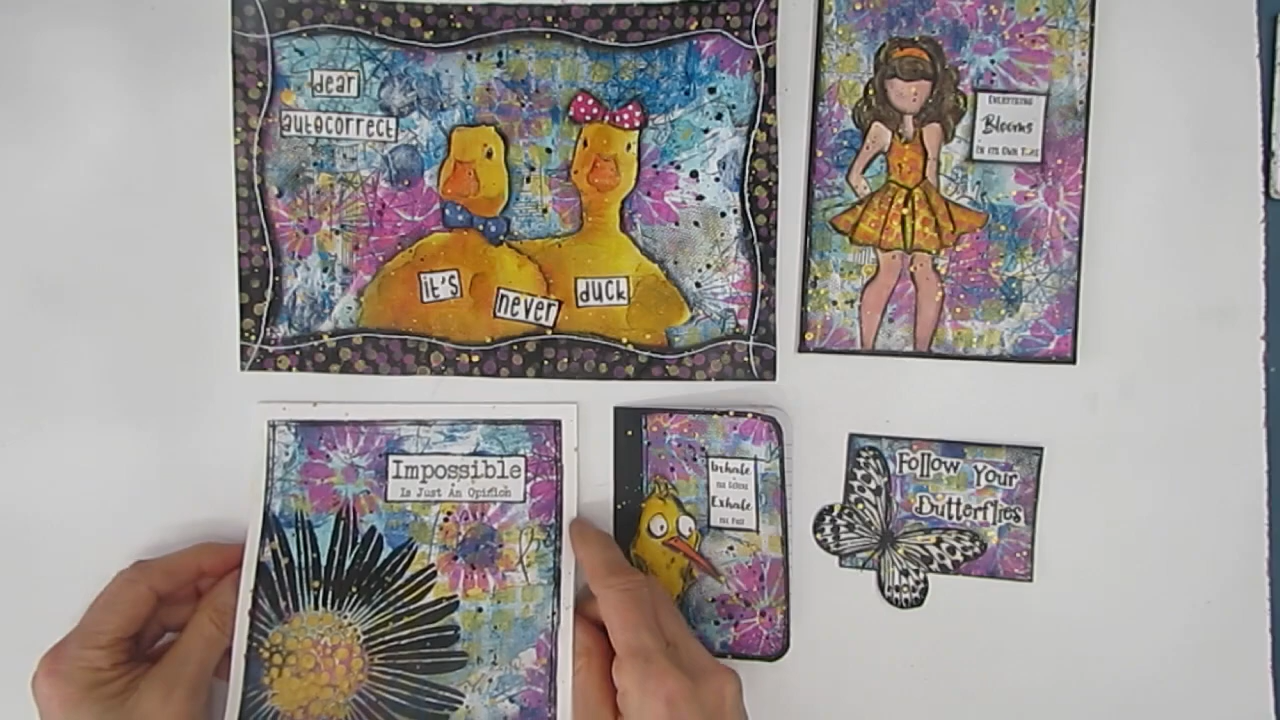 dear
autocorrect
it's
never
duck
EVERYTHING
Blooms
IN ITS OWN TIME
Impossible
Is Just An Opinion
Inhale
Exhale
Follow Your
Butterflies